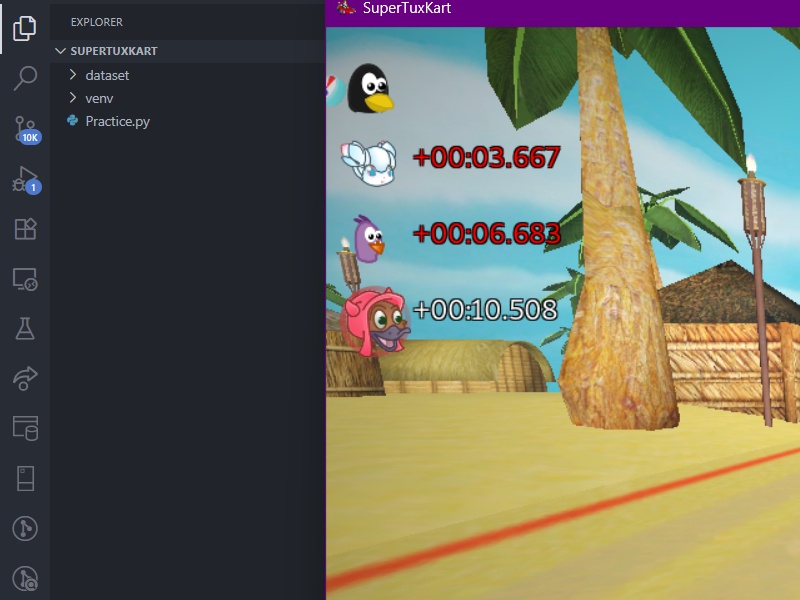 EXPLORER
SUPERTUXKART
dataset
venv
Practice.py
10K
1
SuperTuxKart
+00:03.667
+00:06.683
+00:10.508